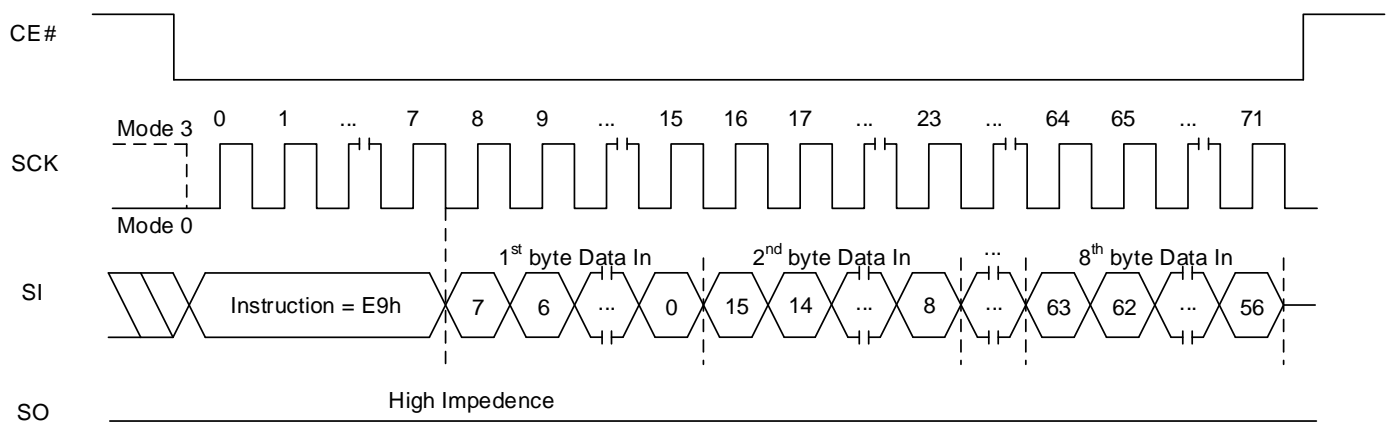 CE#
0 1 ... 7 8 9 ... 15 16 17 ... 23 ... 64 65 ... 71
Mode 3
SCK
Mode 0
1st byte Data In 2nd byte Data In ... 8th byte Data In
SI Instruction = E9h 7 6 ... 0 15 14 ... 8 ... 63 62 ... 56
High Impedence
SO